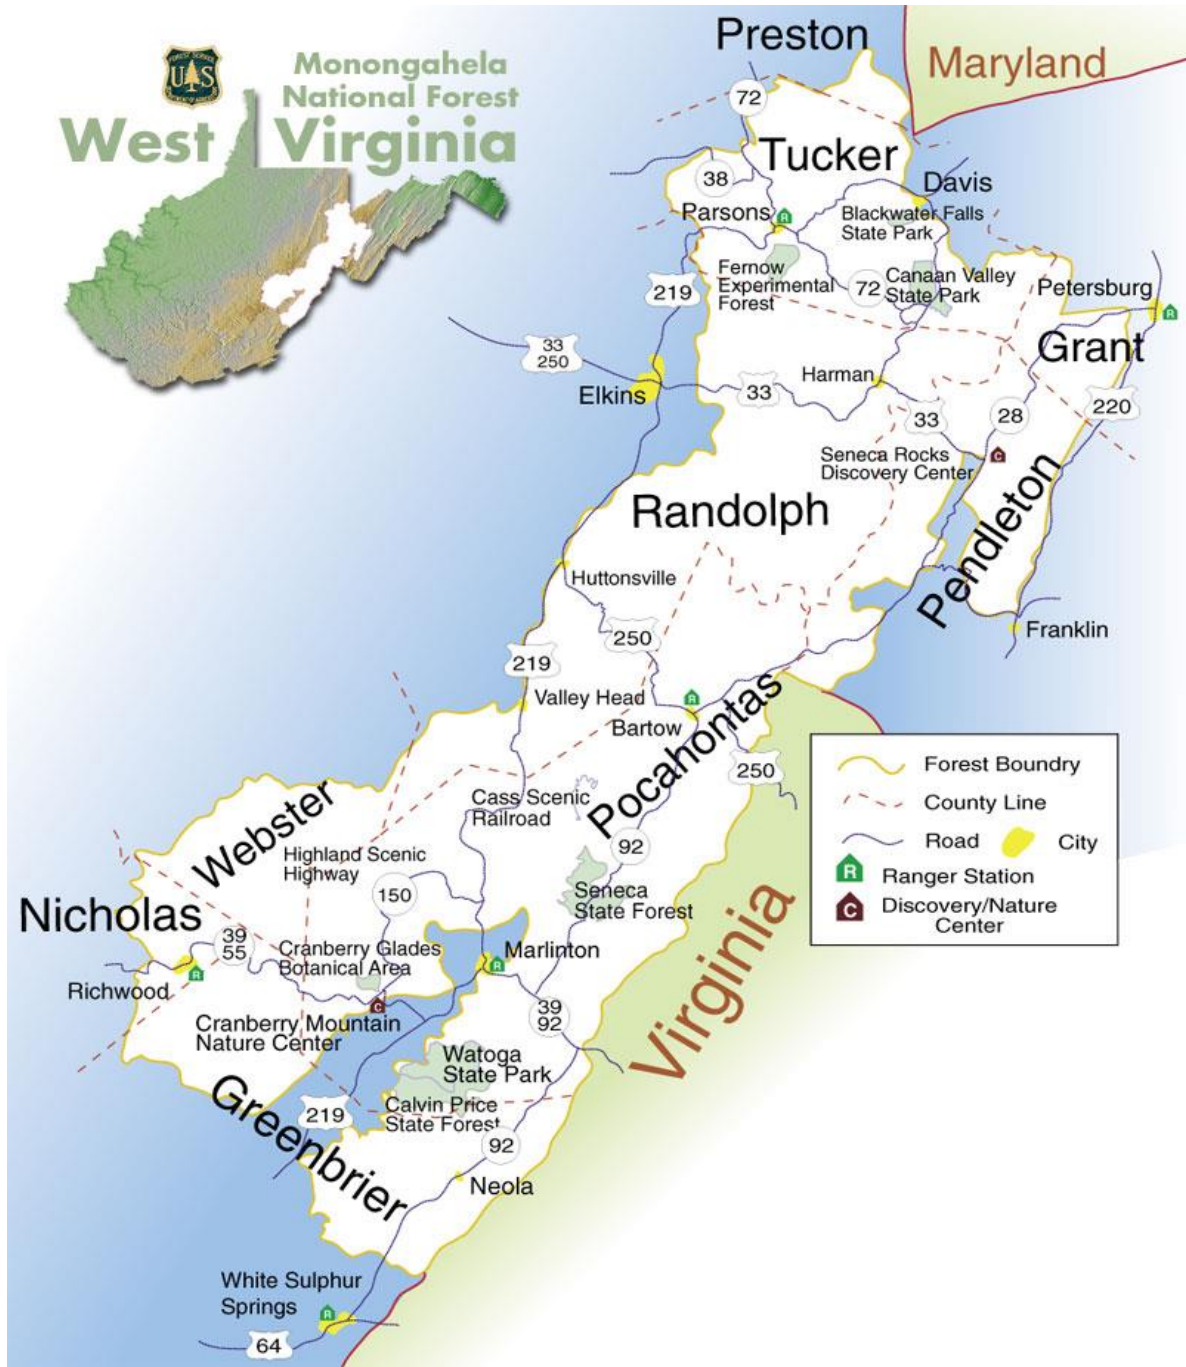 Preston
Maryland
Monongahela
National Forest
West Virginia
FOREST SERVICE
U S
DEPARTMENT OF AGRICULTURE
72
Tucker
38
Davis
Parsons
R
Blackwater Falls
State Park
Fernow
Experimental
Forest
72
Canaan Valley
State Park
219
Petersburg
R
33
250
Grant
Elkins
33
Harman
33
28
220
Seneca Rocks
Discovery Center
C
Randolph
Pendleton
Huttonsville
250
Franklin
219
Valley Head
R
Bartow
Pocahontas
250
Forest Boundry
County Line
Road
City
R
Ranger Station
C
Discovery/Nature
Center
Cass Scenic
Railroad
Webster
92
Highland Scenic
Highway
150
Seneca
State Forest
Virginia
Nicholas
39
55
Cranberry Glades
Botanical Area
Marlinton
R
Richwood
R
C
39
92
Cranberry Mountain
Nature Center
Watoga
State Park
Greenbrier
219
Calvin Price
State Forest
92
Neola
White Sulphur
Springs
R
64